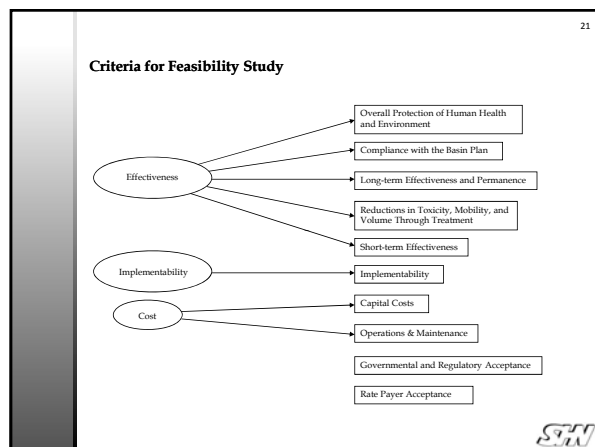 21
Criteria for Feasibility Study
Overall Protection of Human Health
and Environment
Compliance with the Basin Plan
Effectiveness
Long-term Effectiveness and Permanence
Reductions in Toxicity, Mobility, and
Volume Through Treatment
Short-term Effectiveness
Implementability
Implementability
Capital Costs
Cost
Operations & Maintenance
Governmental and Regulatory Acceptance
Rate Payer Acceptance
SHN